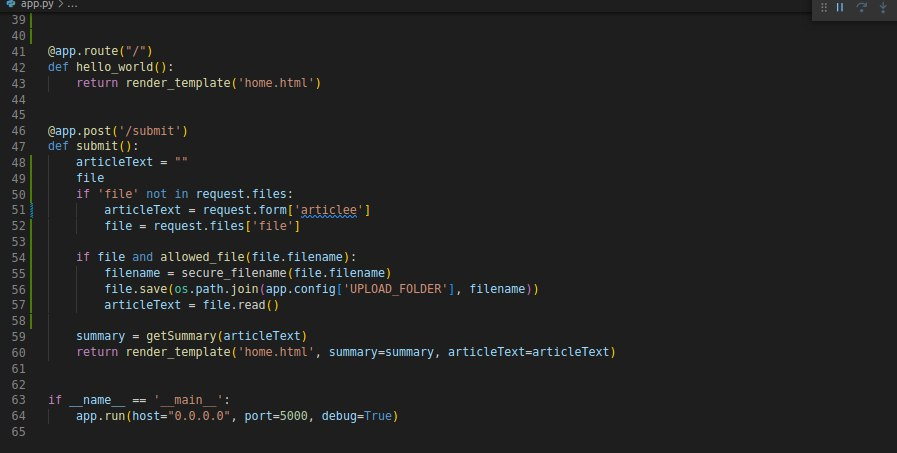 app.py > ...
39
40
41 @app.route("/")
42 def hello_world():
43     return render_template('home.html')
44
45
46 @app.post('/submit')
47 def submit():
48     articleText = ""
49     file
50     if 'file' not in request.files:
51         articleText = request.form['articlee']
52         file = request.files['file']
53
54     if file and allowed_file(file.filename):
55         filename = secure_filename(file.filename)
56         file.save(os.path.join(app.config['UPLOAD_FOLDER'], filename))
57         articleText = file.read()
58
59     summary = getSummary(articleText)
60     return render_template('home.html', summary=summary, articleText=articleText)
61
62
63 if __name__ == '__main__':
64     app.run(host="0.0.0.0", port=5000, debug=True)
65